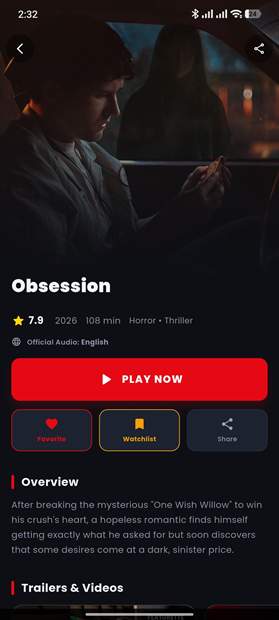 2:32
24
Obsession
7.9 2026 108 min Horror • Thriller
Official Audio: English
PLAY NOW
Favorite Watchlist Share
Overview
After breaking the mysterious "One Wish Willow" to win
his crush's heart, a hopeless romantic finds himself
getting exactly what he asked for but soon discovers
that some desires come at a dark, sinister price.
Trailers & Videos